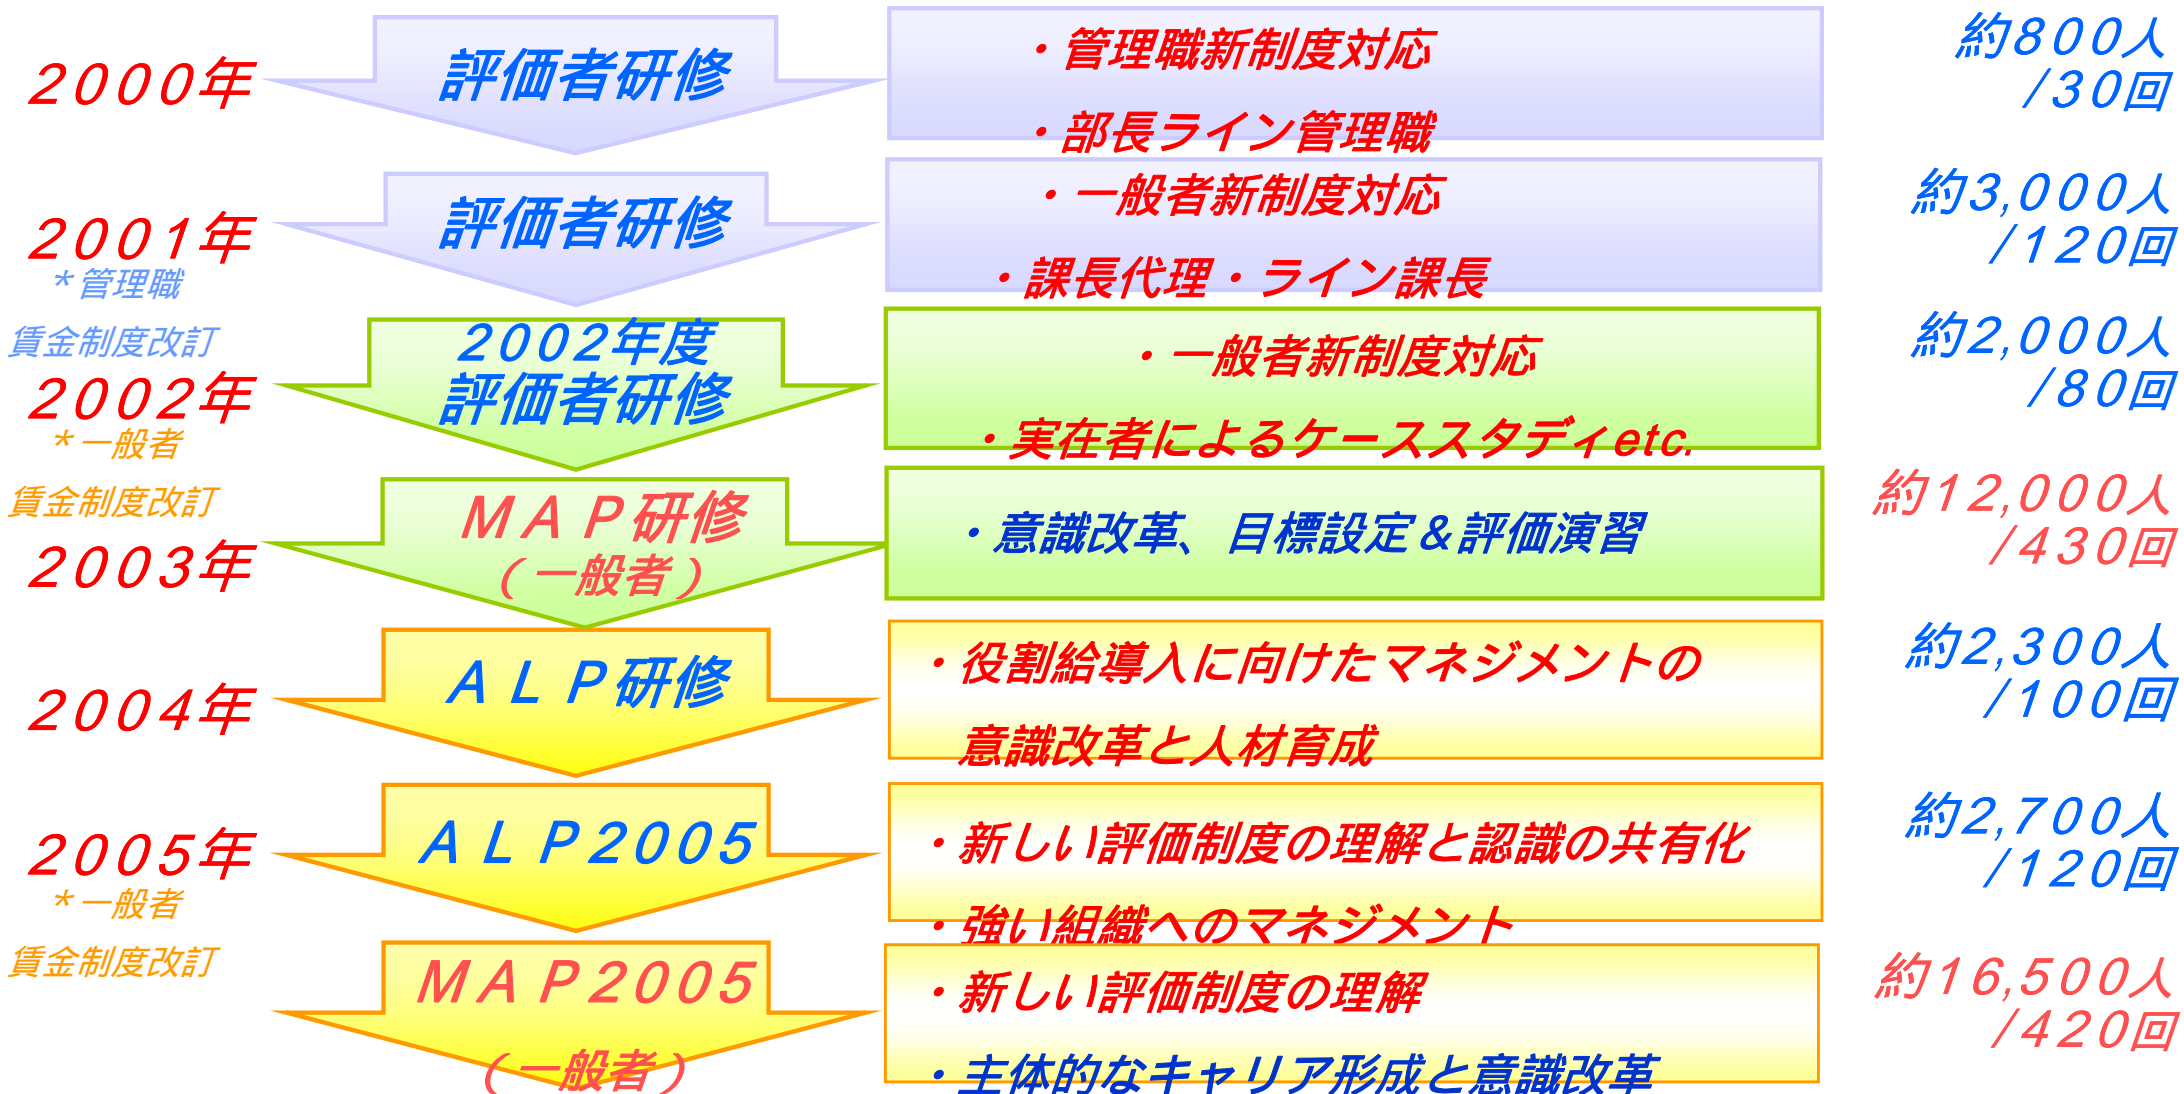 ２０００年
評価者研修
・管理職新制度対応
・部長ライン管理職
約８００人
/３０回
２００１年
＊管理職
賃金制度改訂
評価者研修
・一般者新制度対応
・課長代理・ライン課長
約３,０００人
/１２０回
２００２年
＊一般者
賃金制度改訂
２００２年度
評価者研修
・一般者新制度対応
・実在者によるケーススタディetc.
約２,０００人
/８０回
２００３年
ＭＡＰ研修
（一般者）
・意識改革、目標設定＆評価演習
約１２,０００人
/４３０回
２００４年
ＡＬＰ研修
・役割給導入に向けたマネジメントの
意識改革と人材育成
約２,３００人
/１００回
２００５年
＊一般者
賃金制度改訂
ＡＬＰ２００５
・新しい評価制度の理解と認識の共有化
・強い組織へのマネジメント
約２,７００人
/１２０回
ＭＡＰ２００５
（一般者）
・新しい評価制度の理解
・主体的なキャリア形成と意識改革
約１６,５００人
/４２０回